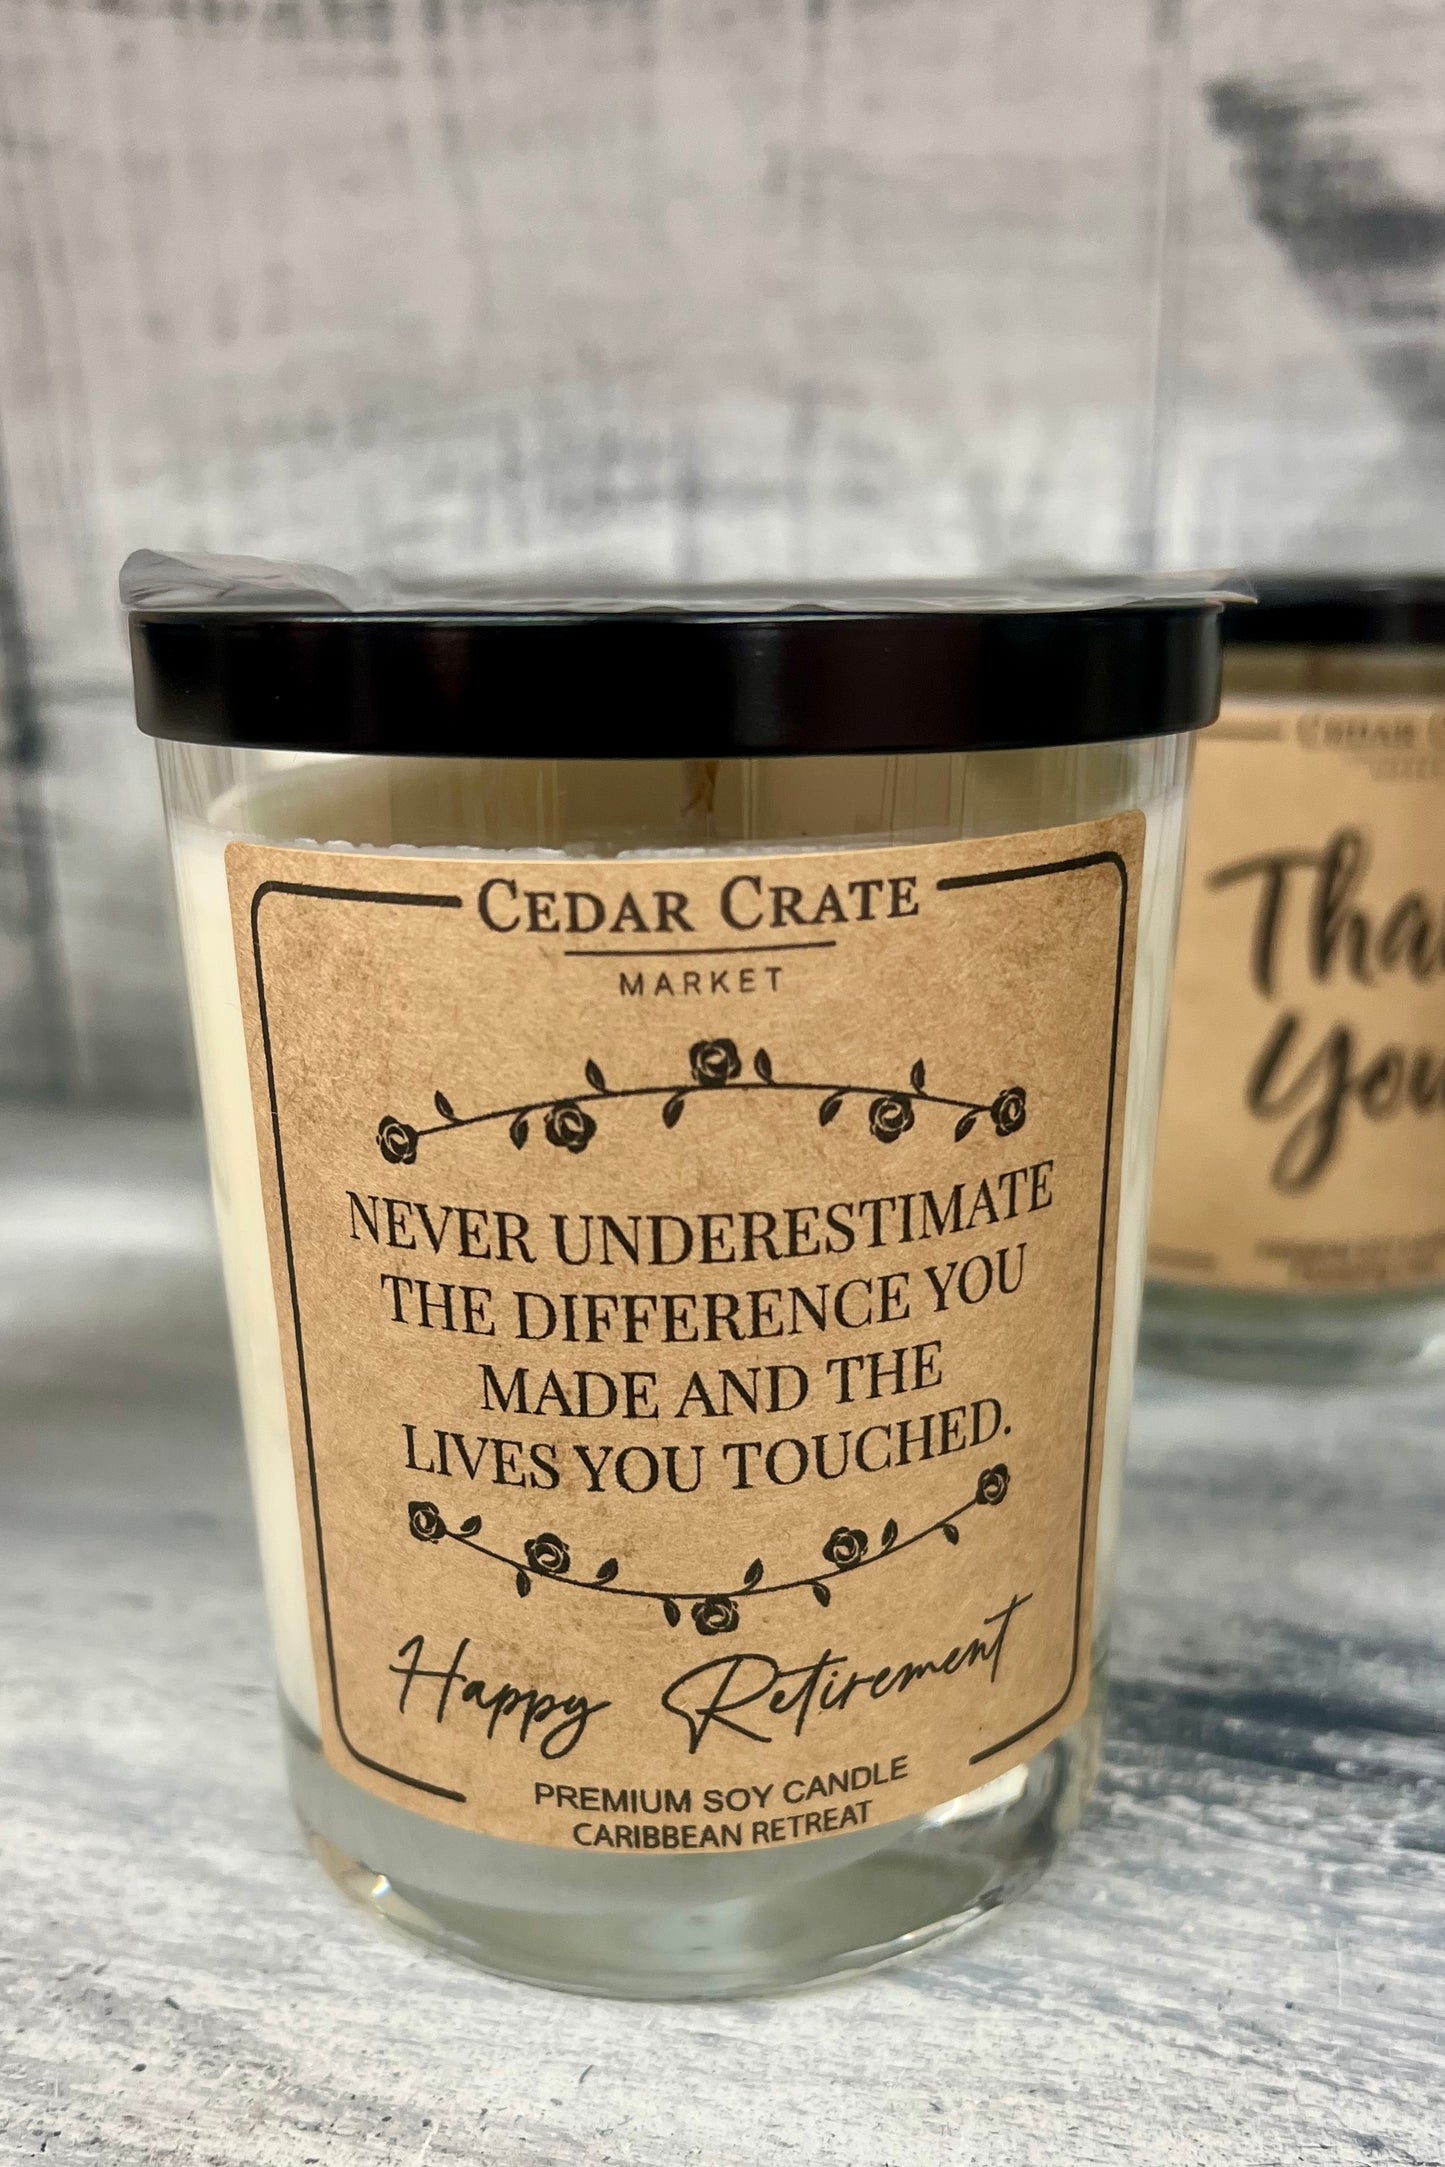 CEDAR CRATE
MARKET
NEVER UNDERESTIMATE
THE DIFFERENCE YOU
MADE AND THE
LIVES YOU TOUCHED.
Happy Retirement
PREMIUM SOY CANDLE
CARIBBEAN RETREAT
CEDAR